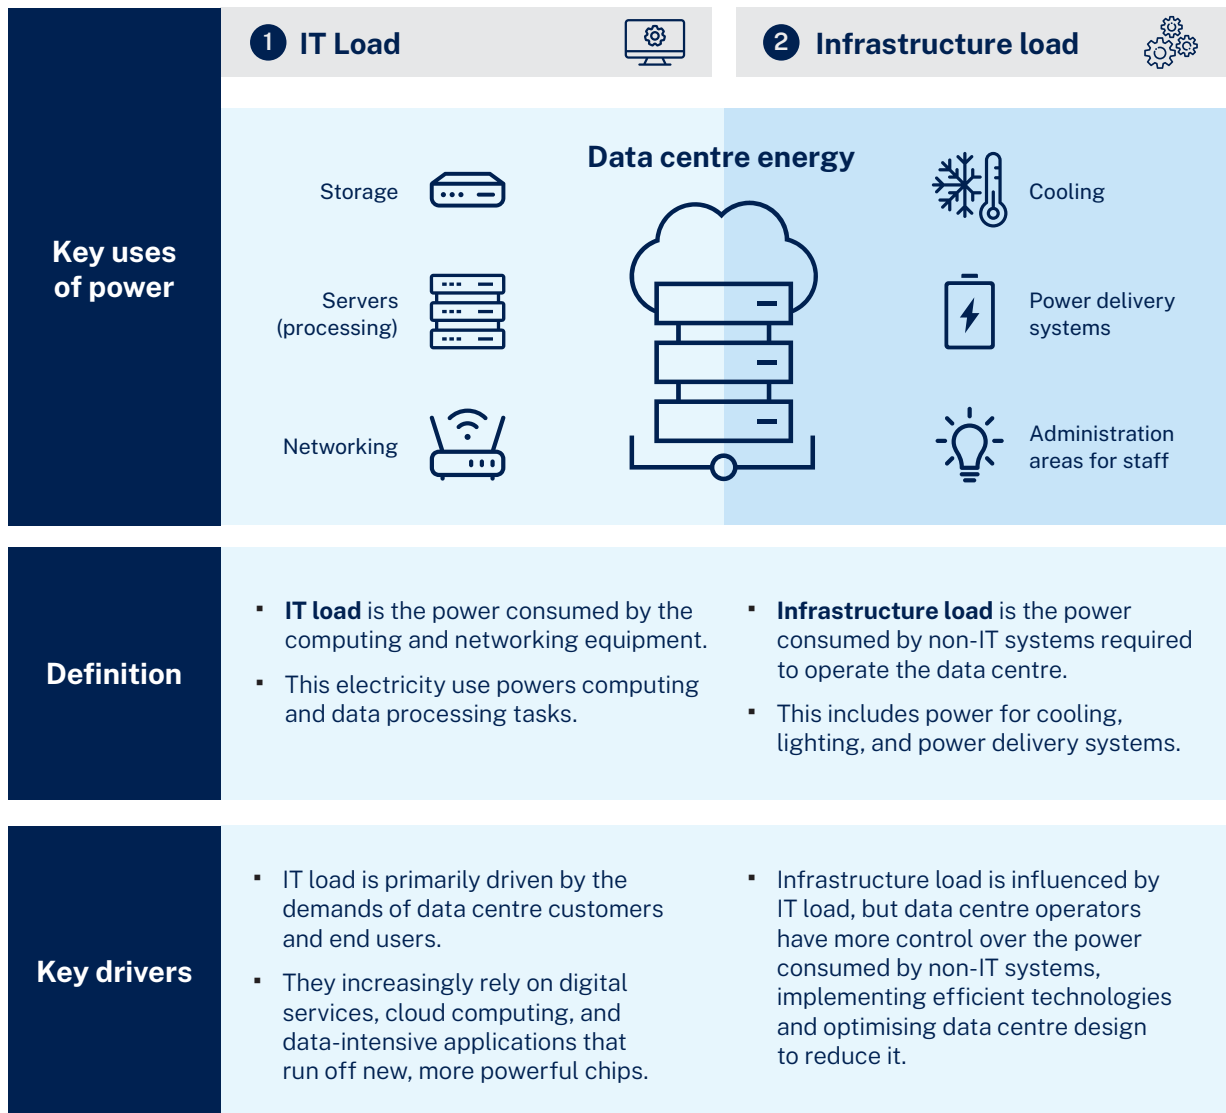 1 IT Load
2 Infrastructure load
Key uses
of power
Data centre energy
Storage
Servers
(processing)
Networking
Cooling
Power delivery
systems
Administration
areas for staff
Definition
▪ IT load is the power consumed by the
computing and networking equipment.
▪ This electricity use powers computing
and data processing tasks.
▪ Infrastructure load is the power
consumed by non-IT systems required
to operate the data centre.
▪ This includes power for cooling,
lighting, and power delivery systems.
Key drivers
▪ IT load is primarily driven by the
demands of data centre customers
and end users.
▪ They increasingly rely on digital
services, cloud computing, and
data-intensive applications that
run off new, more powerful chips.
▪ Infrastructure load is influenced by
IT load, but data centre operators
have more control over the power
consumed by non-IT systems,
implementing efficient technologies
and optimising data centre design
to reduce it.